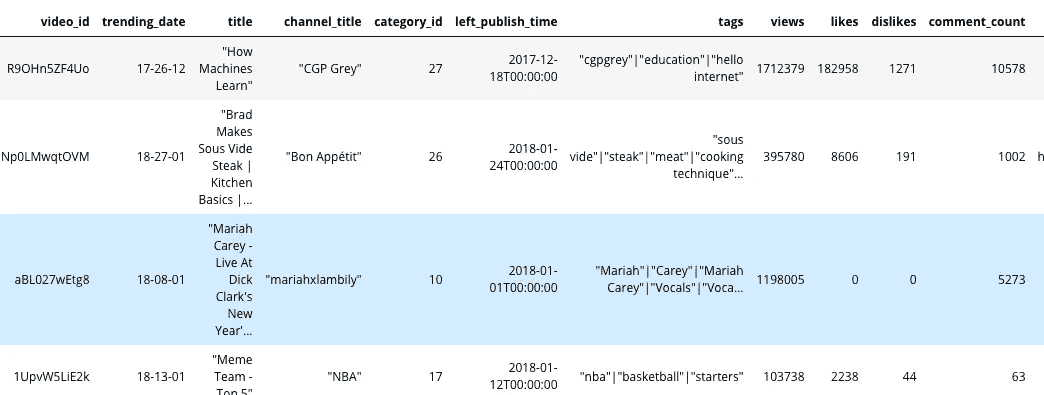 video_id trending_date title channel_title category_id left_publish_time tags views likes dislikes comment_count
"How
Machines
Learn"
R9OHn5ZF4Uo 17-26-12 "CGP Grey" 27
2017-12-
18T00:00:00
"cgpgrey"|"education"|"hello
internet"
1712379 182958 1271 10578
"Brad
Makes
Sous Vide
Steak |
Kitchen
Basics |...
Np0LMwqtOVM 18-27-01 "Bon Appétit" 26
2018-01-
24T00:00:00
"sous
vide"|"steak"|"meat"|"cooking
technique"...
395780 8606 191 1002 h
"Mariah
Carey -
Live At
Dick
Clark's
New
Year'...
aBL027wEtg8 18-08-01 "mariahxlambily" 10
2018-01-
01T00:00:00
"Mariah"|"Carey"|"Mariah
Carey"|"Vocals"|"Voca...
1198005 0 0 5273
"Meme
Team -
Top 5"
1UpvW5LiE2k 18-13-01 "NBA" 17
2018-01-
12T00:00:00
"nba"|"basketball"|"starters"
103738 2238 44 63